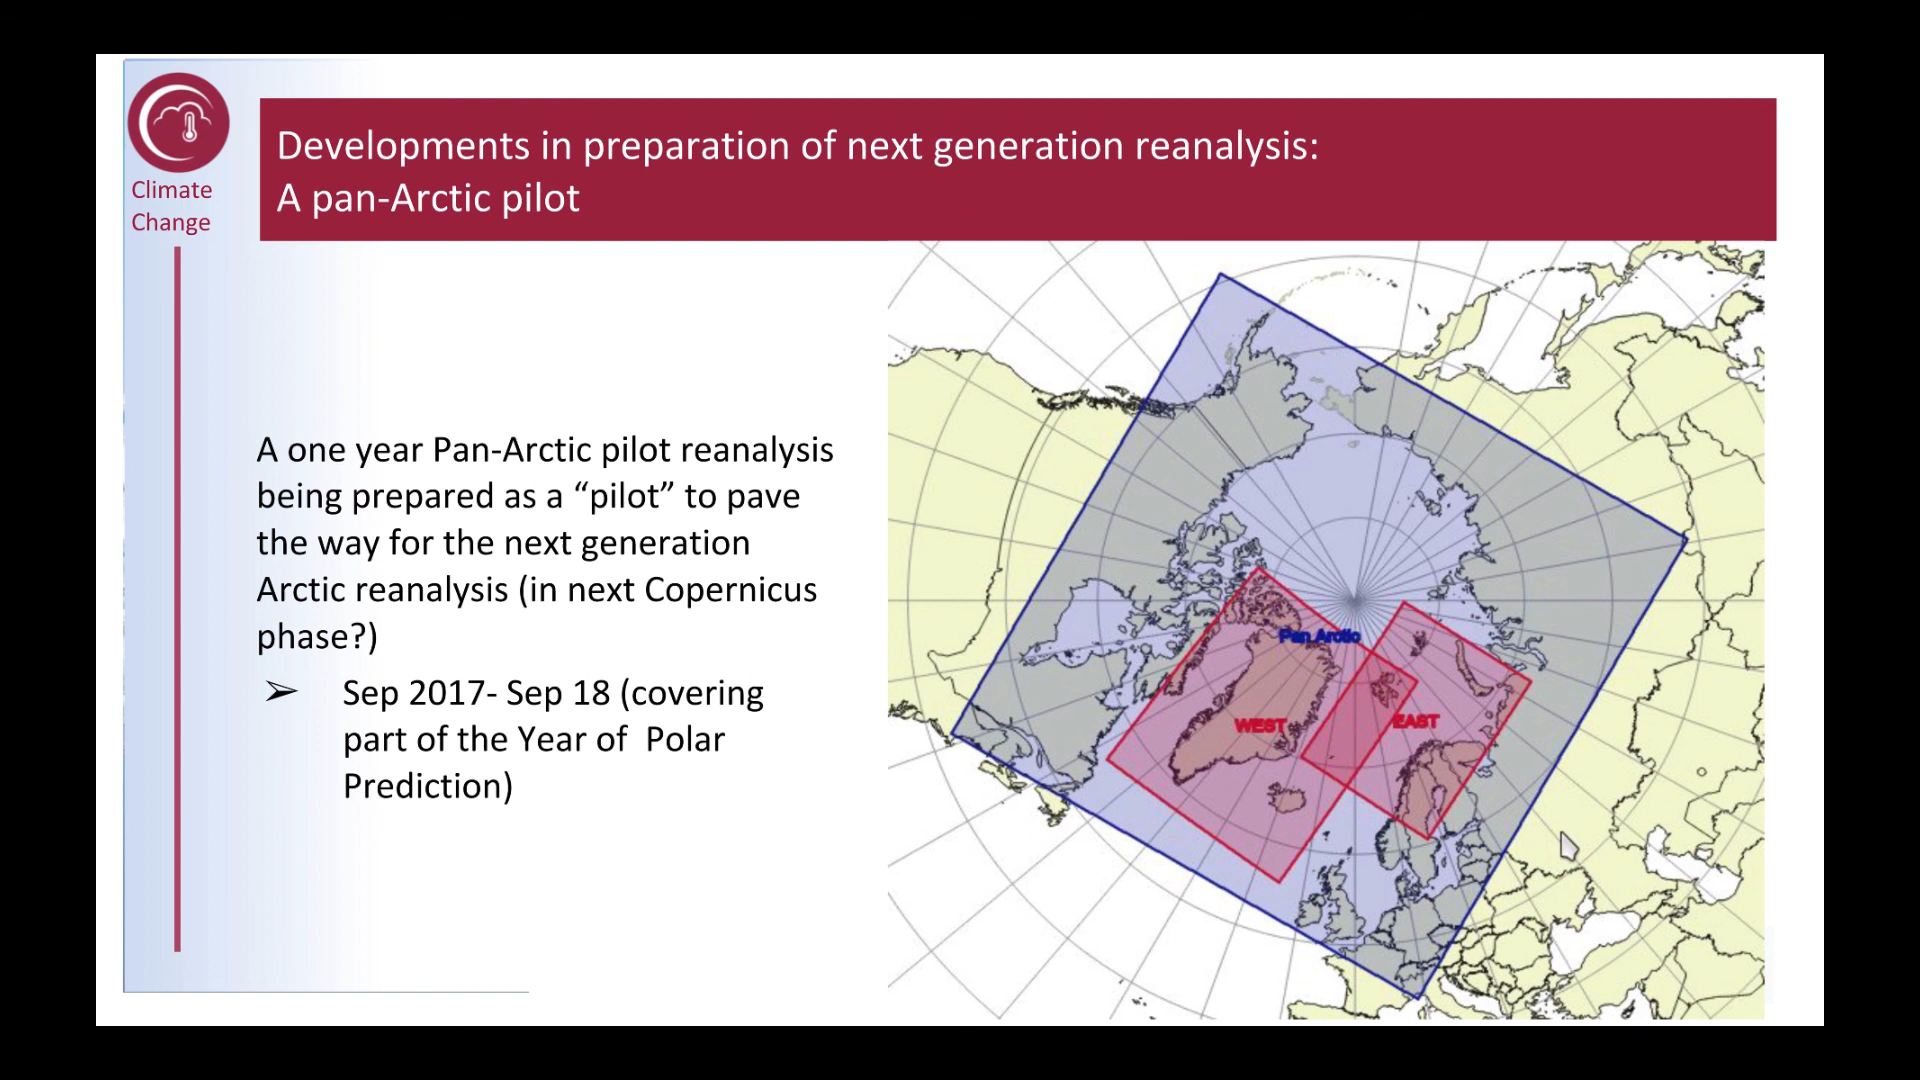 Climate
Change
Developments in preparation of next generation reanalysis:
A pan-Arctic pilot
A one year Pan-Arctic pilot reanalysis
being prepared as a “pilot” to pave
the way for the next generation
Arctic reanalysis (in next Copernicus
phase?)
➢ Sep 2017- Sep 18 (covering
part of the Year of  Polar
Prediction)
Pan Arctic
WEST
EAST